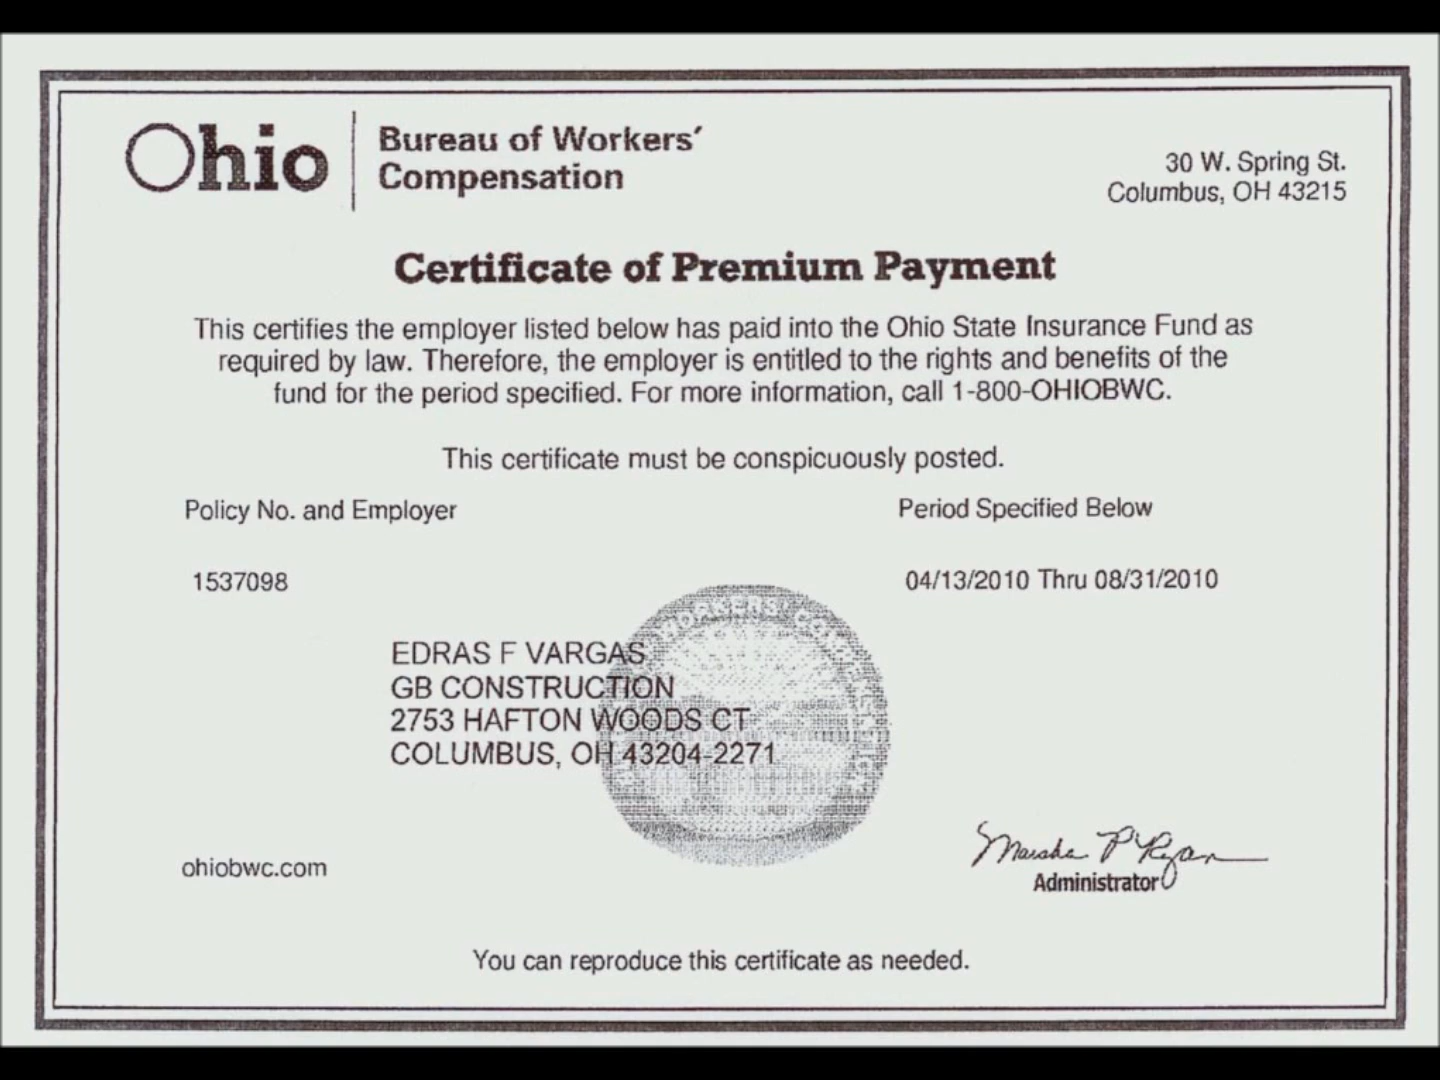 Ohio
Bureau of Workers'
Compensation
30 W. Spring St.
Columbus, OH 43215
Certificate of Premium Payment
This certifies the employer listed below has paid into the Ohio State Insurance Fund as
required by law. Therefore, the employer is entitled to the rights and benefits of the
fund for the period specified. For more information, call 1-800-OHIOBWC.
This certificate must be conspicuously posted.
Policy No. and Employer
Period Specified Below
1537098
04/13/2010 Thru 08/31/2010
WORKERS' COMPENSATION
EDRAS F VARGAS
GB CONSTRUCTION
2753 HAFTON WOODS CT
COLUMBUS, OH 43204-2271
Marsha P Ryan
Administrator
ohiobwc.com
You can reproduce this certificate as needed.